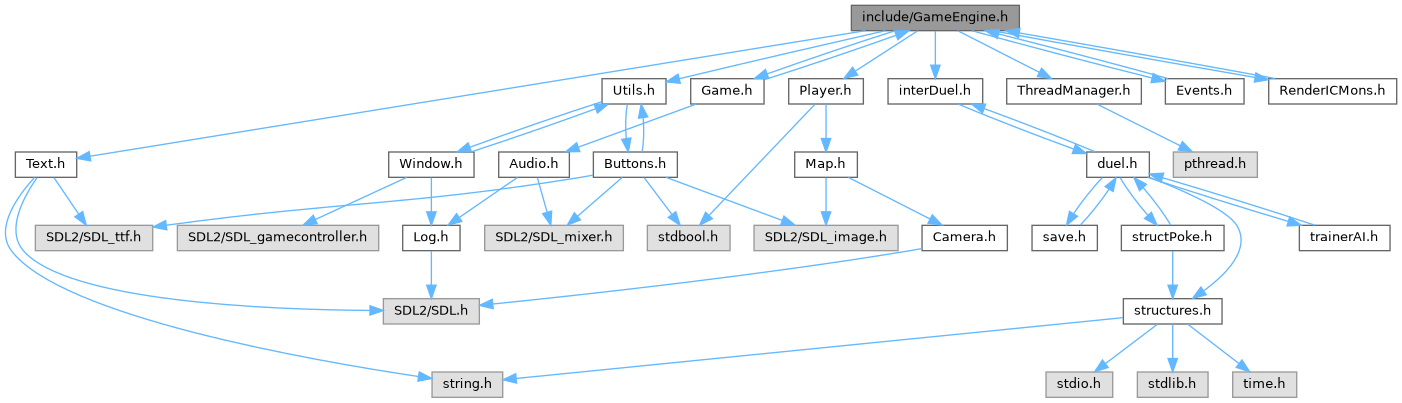 include/GameEngine.h
Utils.h
Game.h
Player.h
interDuel.h
ThreadManager.h
Events.h
RenderICMons.h
Text.h
Window.h
Audio.h
Buttons.h
Map.h
duel.h
pthread.h
SDL2/SDL_ttf.h
SDL2/SDL_gamecontroller.h
Log.h
SDL2/SDL_mixer.h
stdbool.h
SDL2/SDL_image.h
Camera.h
save.h
structPoke.h
trainerAI.h
SDL2/SDL.h
structures.h
string.h
stdio.h
stdlib.h
time.h